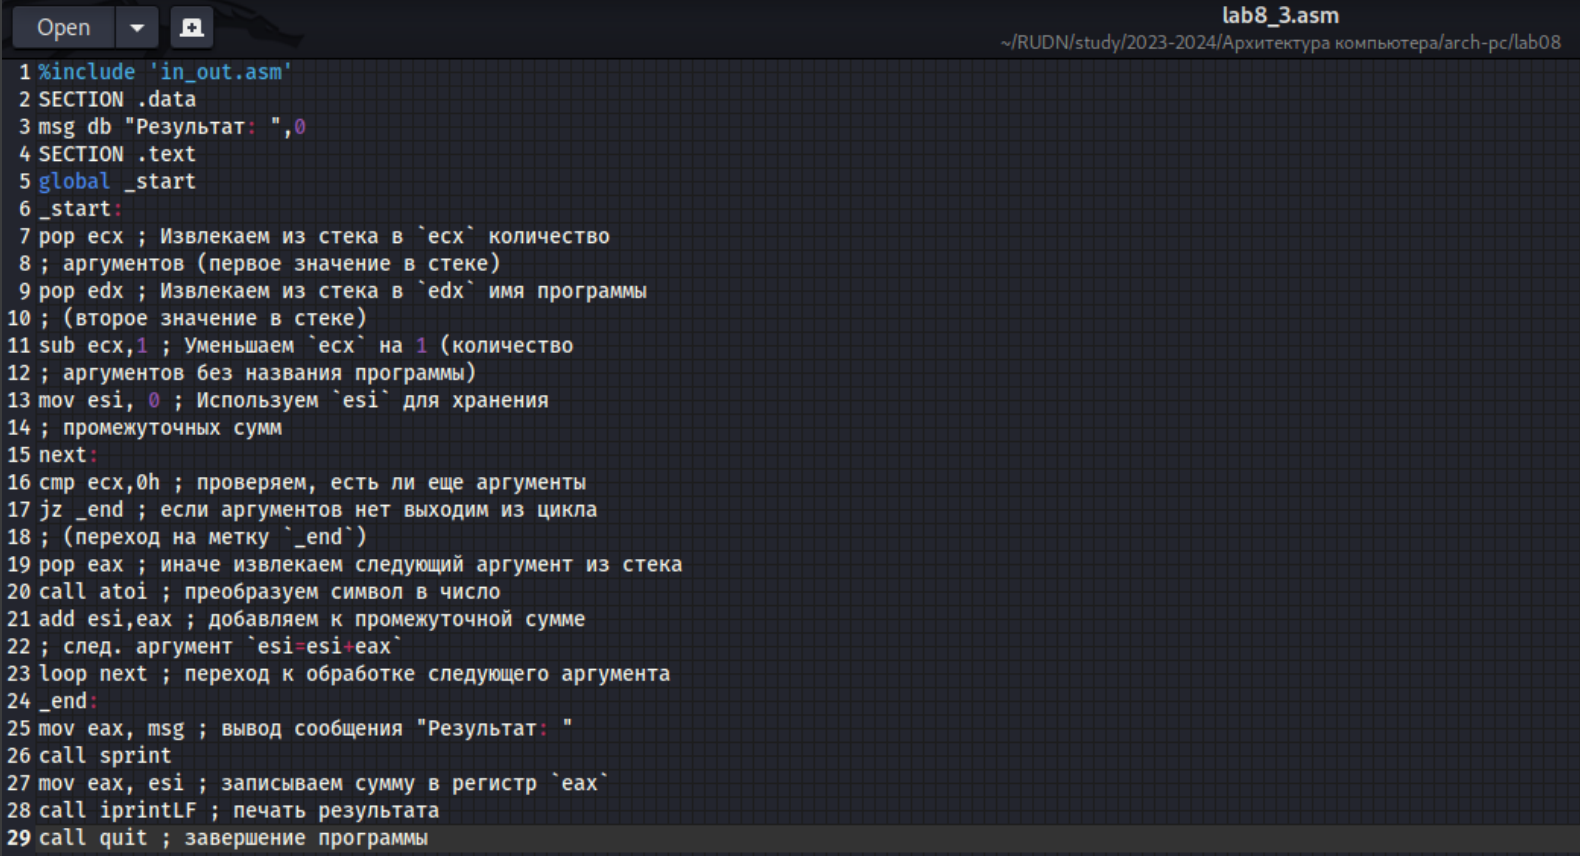 Open
lab8_3.asm
~/RUDN/study/2023-2024/Архитектура компьютера/arch-pc/lab08
1 %include 'in_out.asm'
2 SECTION .data
3 msg db "Результат: ",0
4 SECTION .text
5 global _start
6 _start:
7 pop ecx ; Извлекаем из стека в `ecx` количество
8 ; аргументов (первое значение в стеке)
9 pop edx ; Извлекаем из стека в `edx` имя программы
10 ; (второе значение в стеке)
11 sub ecx,1 ; Уменьшаем `ecx` на 1 (количество
12 ; аргументов без названия программы)
13 mov esi, 0 ; Используем `esi` для хранения
14 ; промежуточных сумм
15 next:
16 cmp ecx,0h ; проверяем, есть ли еще аргументы
17 jz _end ; если аргументов нет выходим из цикла
18 ; (переход на метку `_end`)
19 pop eax ; иначе извлекаем следующий аргумент из стека
20 call atoi ; преобразуем символ в число
21 add esi,eax ; добавляем к промежуточной сумме
22 ; след. аргумент `esi=esi+eax`
23 loop next ; переход к обработке следующего аргумента
24 _end:
25 mov eax, msg ; вывод сообщения "Результат: "
26 call sprint
27 mov eax, esi ; записываем сумму в регистр `eax`
28 call iprintLF ; печать результата
29 call quit ; завершение программы